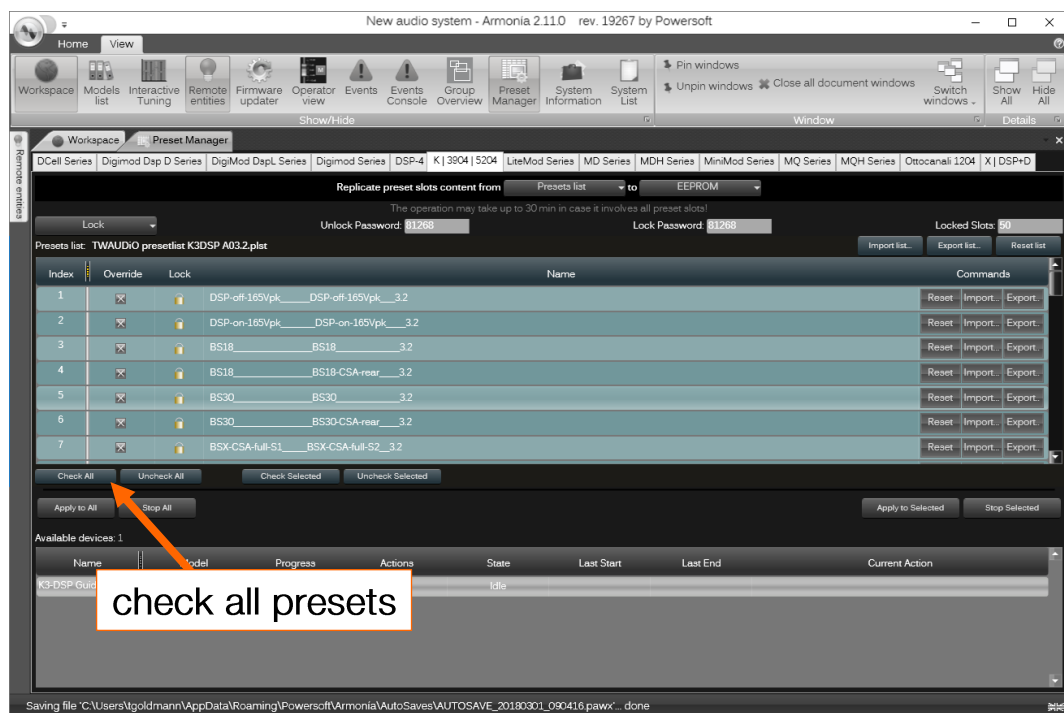 New audio system - Armonía 2.11.0 rev. 19267 by Powersoft
Home View
Workspace Models list Interactive Tuning Remote entities Firmware updater Operator view Events Events Console Group Overview Preset Manager System Information System List Pin windows Unpin windows Close all document windows Switch windows Show All Hide All
Show/Hide Window Details
Workspace Preset Manager
Remote entities
DCell Series Digimod Dsp D Series DigiMod DspL Series Digimod Series DSP-4 K | 3904 | 5204 LiteMod Series MD Series MDH Series MiniMod Series MQ Series MQH Series Ottocanali 1204 X | DSP+D
Replicate preset slots content from Presets list to EEPROM
The operation may take up to 30 min in case it involves all preset slots!
Lock Unlock Password: 81268 Lock Password: 81268 Locked Slots: 50
Presets list: TWAUDiO presetlist K3DSP A03.2.plst Import list... Export list... Reset list
Index Override Lock Name Commands
1 DSP-off-165Vpk_____DSP-off-165Vpk__3.2 Reset Import... Export..
2 DSP-on-165Vpk______DSP-on-165Vpk___3.2 Reset Import... Export..
3 BS18_______________BS18____________3.2 Reset Import... Export..
4 BS18_______________BS18-CSA-rear___3.2 Reset Import... Export..
5 BS30_______________BS30____________3.2 Reset Import... Export..
6 BS30_______________BS30-CSA-rear___3.2 Reset Import... Export..
7 BSX-CSA-full-S1____BSX-CSA-full-S2__3.2 Reset Import... Export..
Check All Uncheck All Check Selected Uncheck Selected
Apply to All Stop All Apply to Selected Stop Selected
Available devices: 1
Name Model Progress Actions State Last Start Last End Current Action
K3-DSP Guid Idle
check all presets
Saving file 'C:\Users\tgoldmann\AppData\Roaming\Powersoft\Armonía\AutoSaves\AUTOSAVE_20180301_090416.pawx'... done